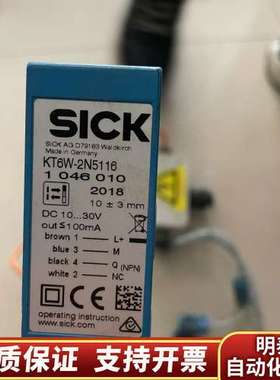 SICK
SICK AG D79183 Waldkirch
Made in Germany
KT6W-2N5116
1 046 010
2018
10 ± 3 mm
DC 10...30V
out ≤ 100mA
brown 1 L+
blue 3 M
black 4 Q (NPN)
white 2 NC
operating instruction
www.sick.com
质保证 支持开票
明
自动化